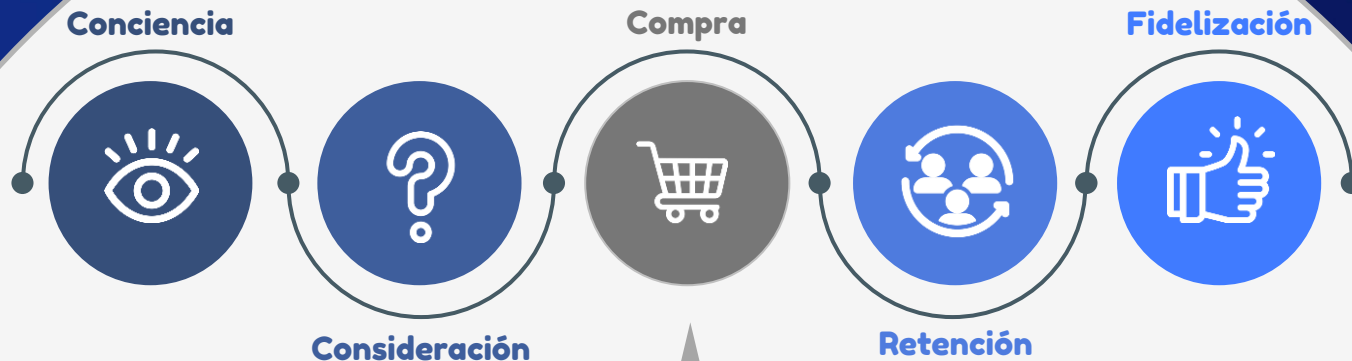 Conciencia
Consideración
Compra
Retención
Fidelización